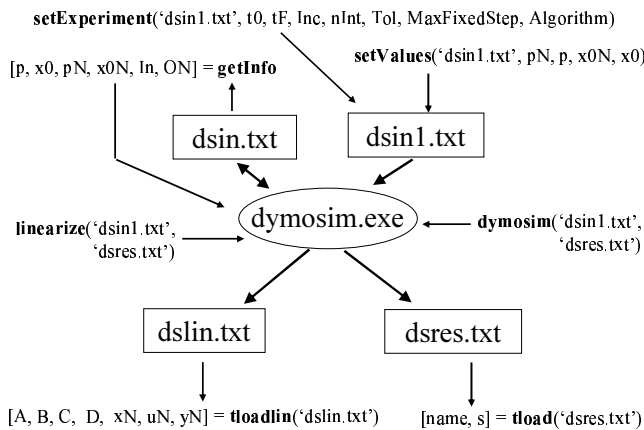 setExperiment(‘dsin1.txt’, t0, tF, Inc, nInt, Tol, MaxFixedStep, Algorithm)
setValues(‘dsin1.txt’, pN, p, x0N, x0)
[p, x0, pN, x0N, In, ON] = getInfo
dsin.txt
dsin1.txt
dymosim.exe
linearize(‘dsin1.txt’,
‘dsres.txt’)
dymosim(‘dsin1.txt’,
‘dsres.txt’)
dslin.txt
dsres.txt
[A, B, C, D, xN, uN, yN] = tloadlin(‘dslin.txt’)
[name, s] = tload(‘dsres.txt’)